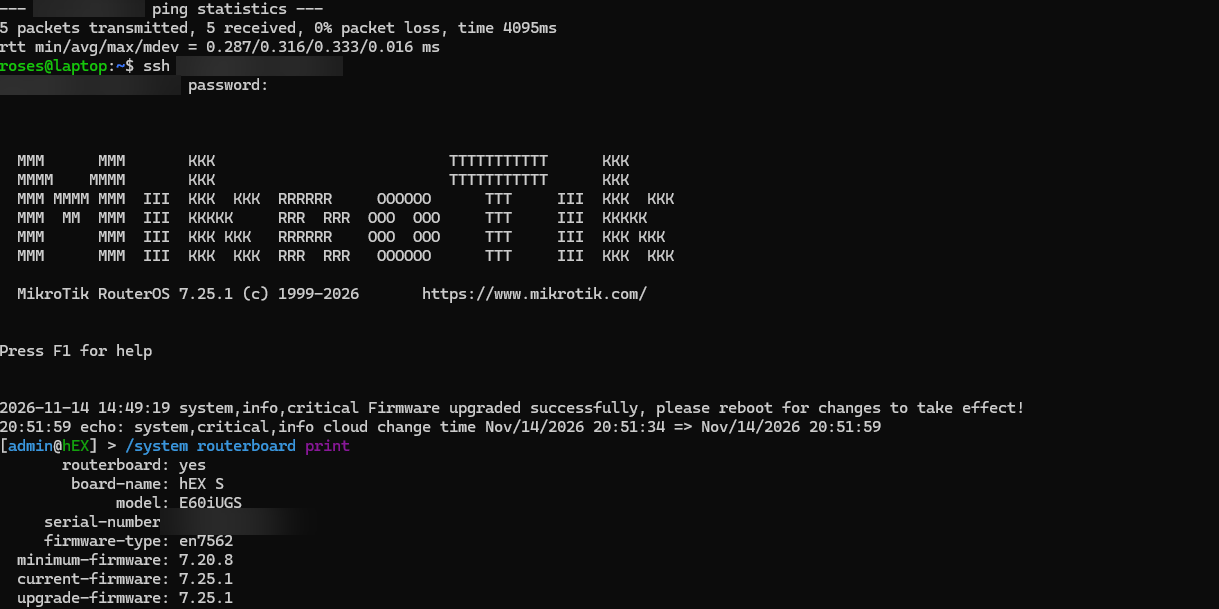 --- ping statistics ---
5 packets transmitted, 5 received, 0% packet loss, time 4095ms
rtt min/avg/max/mdev = 0.287/0.316/0.333/0.016 ms
roses@laptop:~$ ssh
password:
  MMM      MMM       KKK                          TTTTTTTTTTT      KKK
  MMMM    MMMM       KKK                          TTTTTTTTTTT      KKK
  MMM MMMM MMM  III  KKK  KKK  RRRRRR     OOOOOO      TTT     III  KKK  KKK
  MMM  MM  MMM  III  KKKKK     RRR  RRR  OOO  OOO     TTT     III  KKKKK
  MMM      MMM  III  KKK KKK   RRRRRR    OOO  OOO     TTT     III  KKK KKK
  MMM      MMM  III  KKK  KKK  RRR  RRR   OOOOOO      TTT     III  KKK  KKK
  MikroTik RouterOS 7.25.1 (c) 1999-2026       https://www.mikrotik.com/
Press F1 for help
2026-11-14 14:49:19 system,info,critical Firmware upgraded successfully, please reboot for changes to take effect!
20:51:59 echo: system,critical,info cloud change time Nov/14/2026 20:51:34 => Nov/14/2026 20:51:59
[admin@hEX] > /system routerboard print
       routerboard: yes
        board-name: hEX S
             model: E60iUGS
     serial-number
     firmware-type: en7562
  minimum-firmware: 7.20.8
  current-firmware: 7.25.1
  upgrade-firmware: 7.25.1